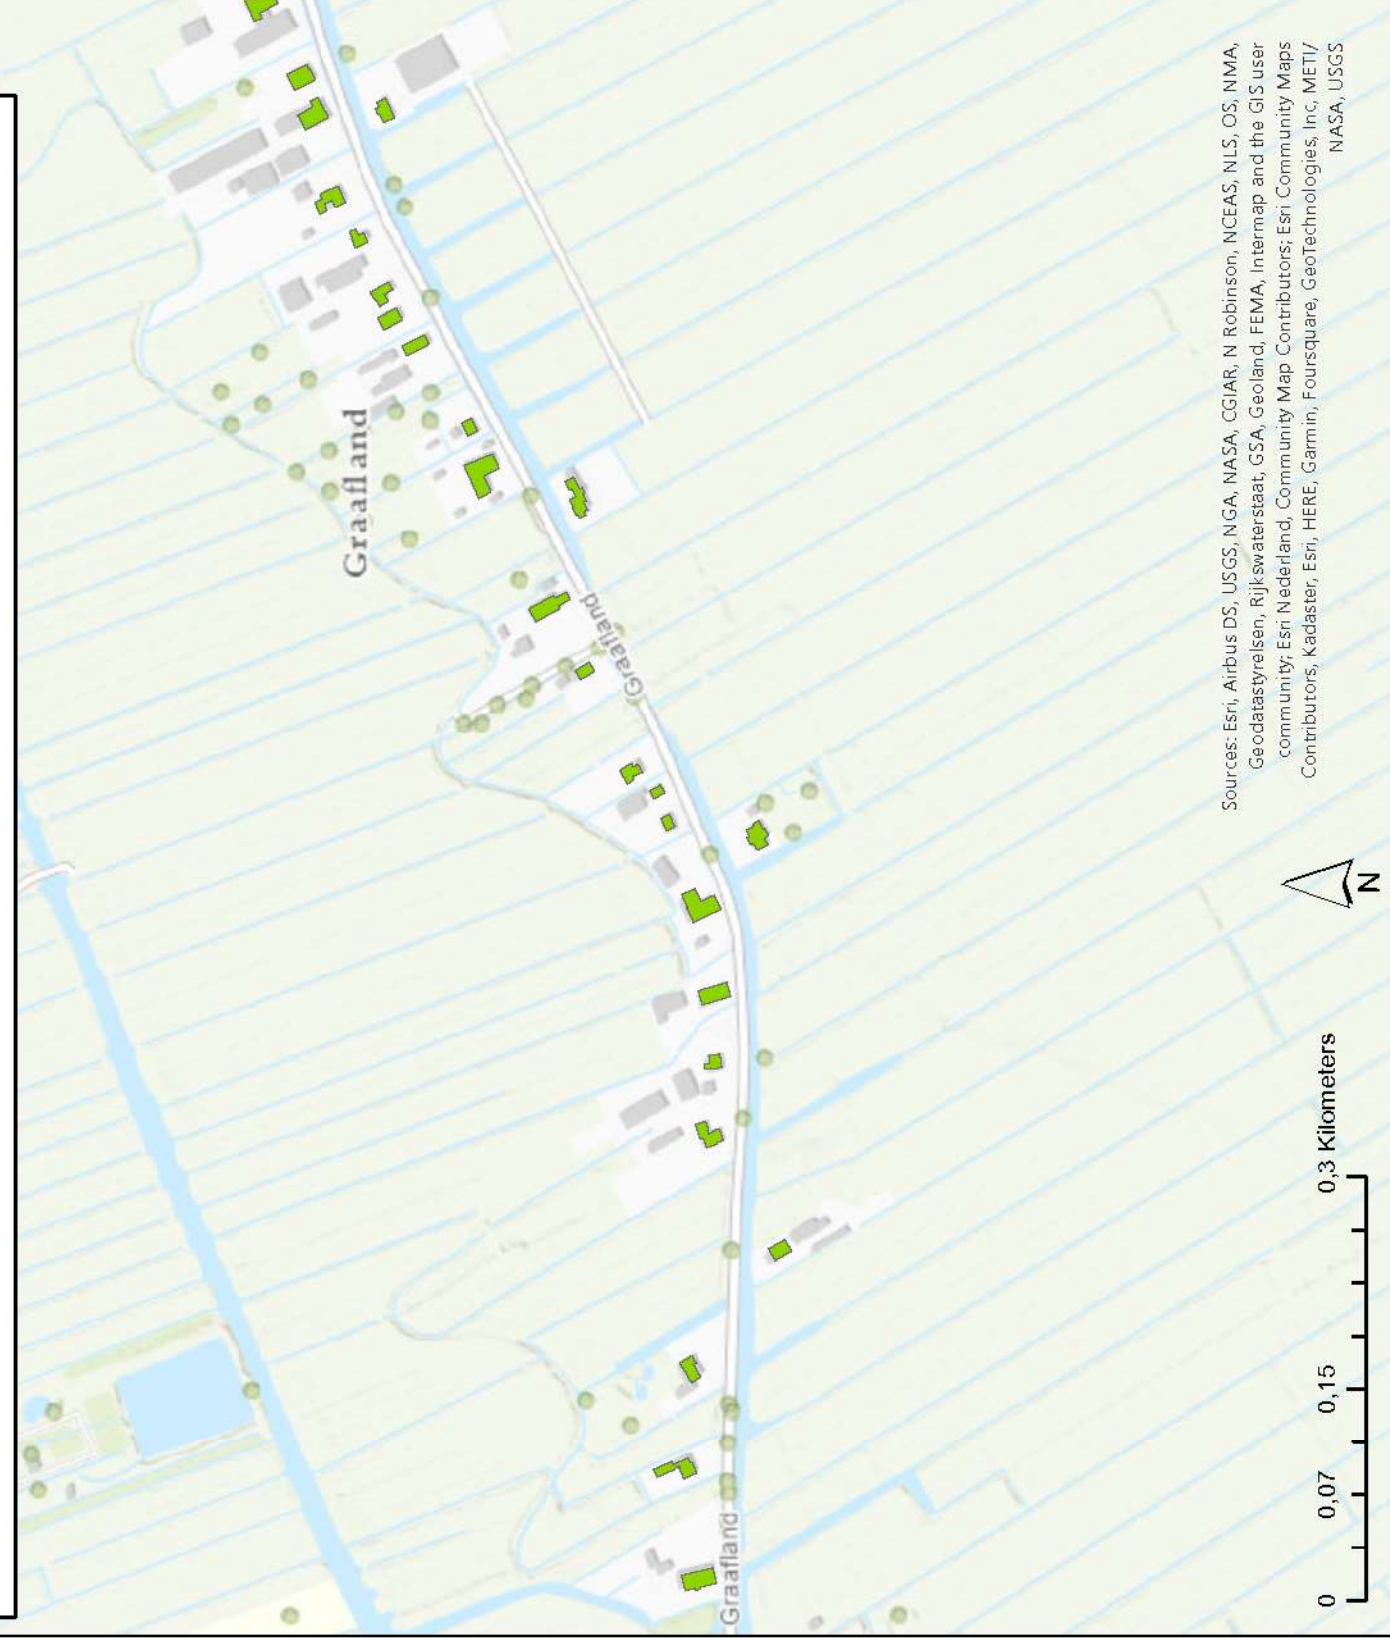 Graafland
Graafland
Graafland
Sources: Esri, Airbus DS, USGS, NGA, NASA, CGIAR, N Robinson, NCEAS, NLS, OS, NMA,
Geodatastyrelsen, Rijkswaterstaat, GSA, Geoland, FEMA, Intermap and the GIS user
community; Esri Nederland, Community Map Contributors; Esri Community Maps
Contributors, Kadaster, Esri, HERE, Garmin, Foursquare, GeoTechnologies, Inc, METI/
NASA, USGS
N
0 0,07 0,15 0,3 Kilometers